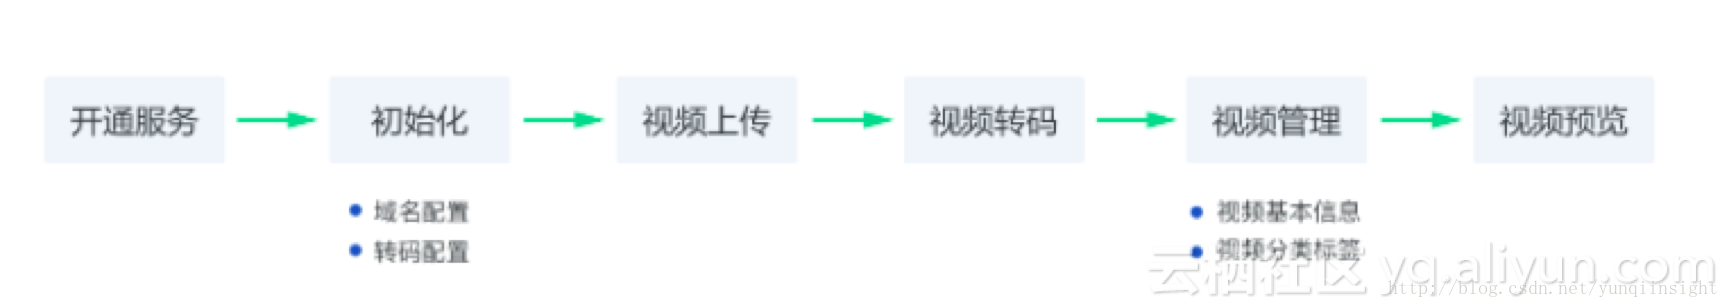 开通服务
初始化
视频上传
视频转码
视频管理
视频预览
域名配置
转码配置
视频基本信息
视频分类标签
云栖社区 yq.aliyun.com
http://blog.csdn.net/yunqiinsight